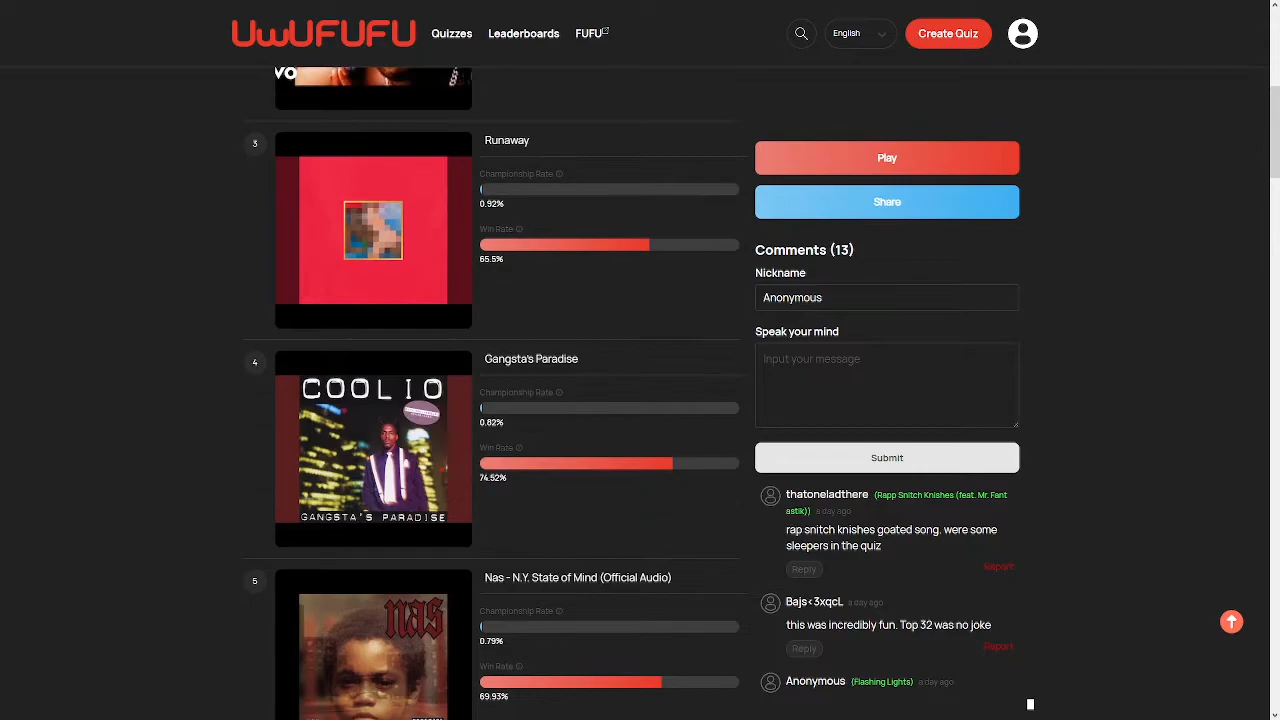 UwUFUFU
Quizzes
Leaderboards
FUFU
English
Create Quiz
VO
3
Runaway
Championship Rate
0.92%
Win Rate
65.5%
4
COOLIO
GANGSTA'S PARADISE
Gangsta's Paradise
Championship Rate
0.82%
Win Rate
74.52%
5
nas
Nas - N.Y. State of Mind (Official Audio)
Championship Rate
0.79%
Win Rate
69.93%
Play
Share
Comments (13)
Nickname
Anonymous
Speak your mind
Input your message
Submit
thatoneladthere (Rapp Snitch Knishes (feat. Mr. Fant
astik)) a day ago
rap snitch knishes goated song, were some
sleepers in the quiz
Reply
Report
Bajs<3xqcL a day ago
this was incredibly fun. Top 32 was no joke
Reply
Report
Anonymous (Flashing Lights) a day ago